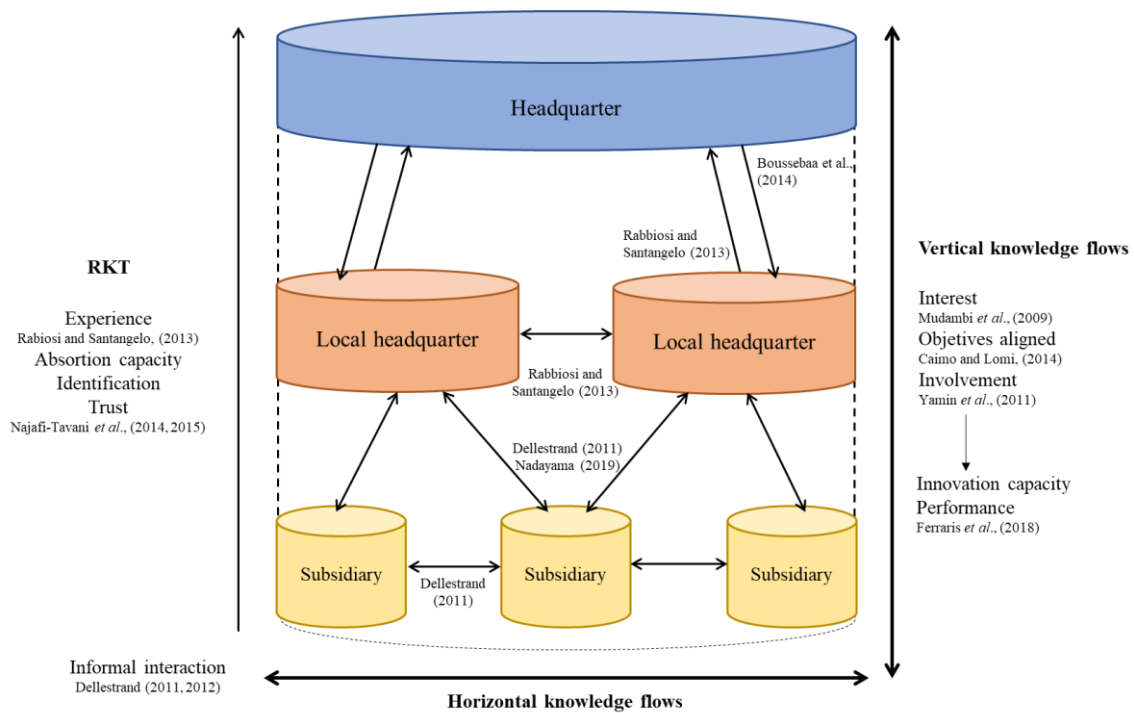 Headquarter
Boussebaa et al.,
(2014)
Rabbiosi and
Santangelo (2013)
RKT
Experience
Rabiosi and Santangelo, (2013)
Absortion capacity
Identification
Trust
Najafi-Tavani et al., (2014, 2015)
Local headquarter
Local headquarter
Rabbiosi and
Santangelo (2013)
Vertical knowledge flows
Interest
Mudambi et al., (2009)
Objetives aligned
Caimo and Lomi, (2014)
Involvement
Yamin et al., (2011)
Innovation capacity
Performance
Ferraris et al., (2018)
Dellestrand (2011)
Nadayama (2019)
Subsidiary
Subsidiary
Subsidiary
Dellestrand
(2011)
Informal interaction
Dellestrand (2011, 2012)
Horizontal knowledge flows